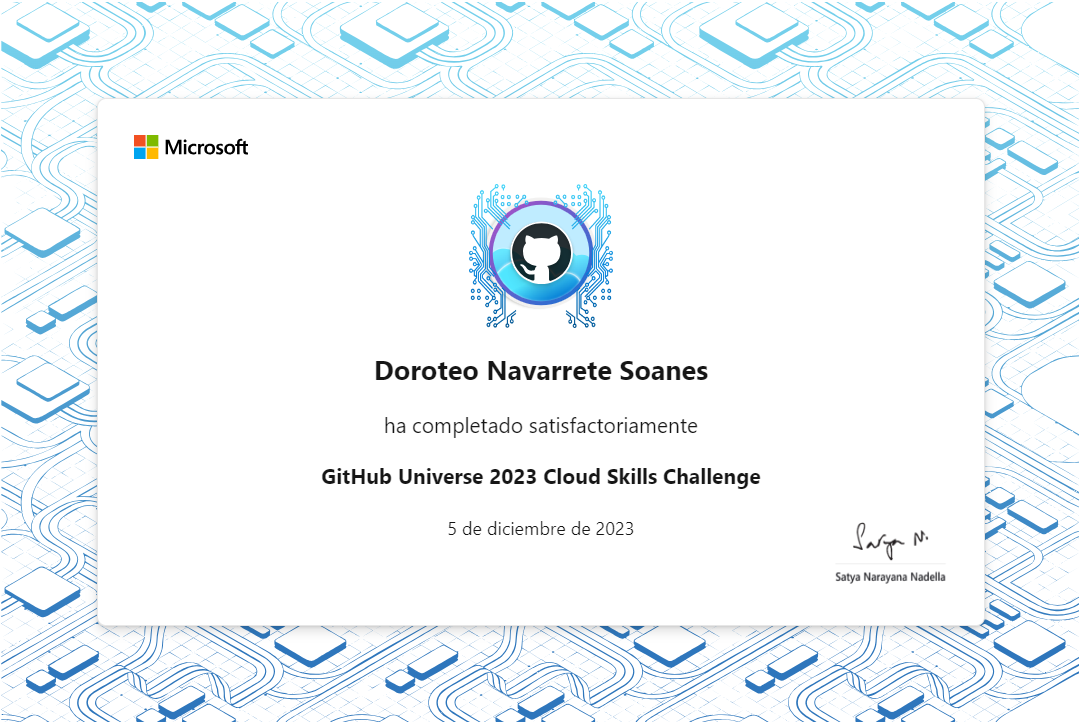 Microsoft
Doroteo Navarrete Soanes
ha completado satisfactoriamente
GitHub Universe 2023 Cloud Skills Challenge
5 de diciembre de 2023
Satya N.
Satya Narayana Nadella